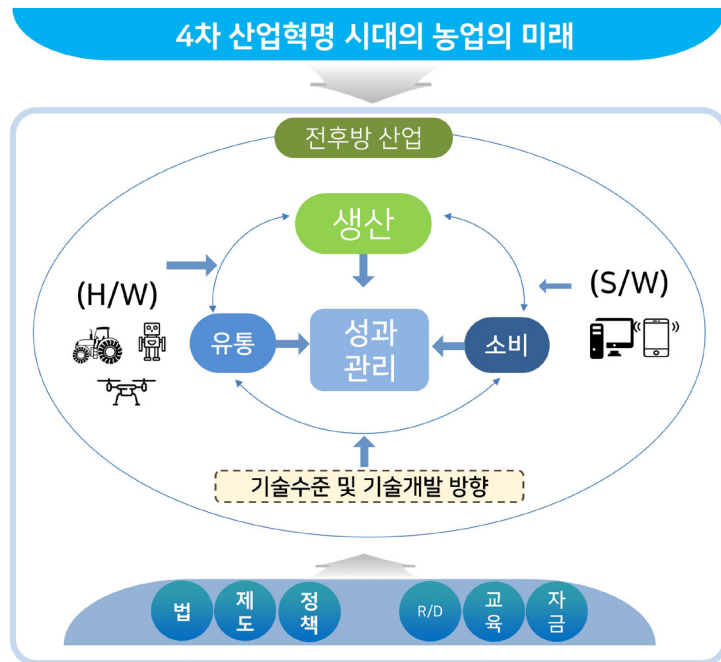 4차 산업혁명 시대의 농업의 미래
전후방 산업
생산
(H/W)
(S/W)
유통
성과
관리
소비
기술수준 및 기술개발 방향
법
제
도
정
책
R/D
교
육
자
금